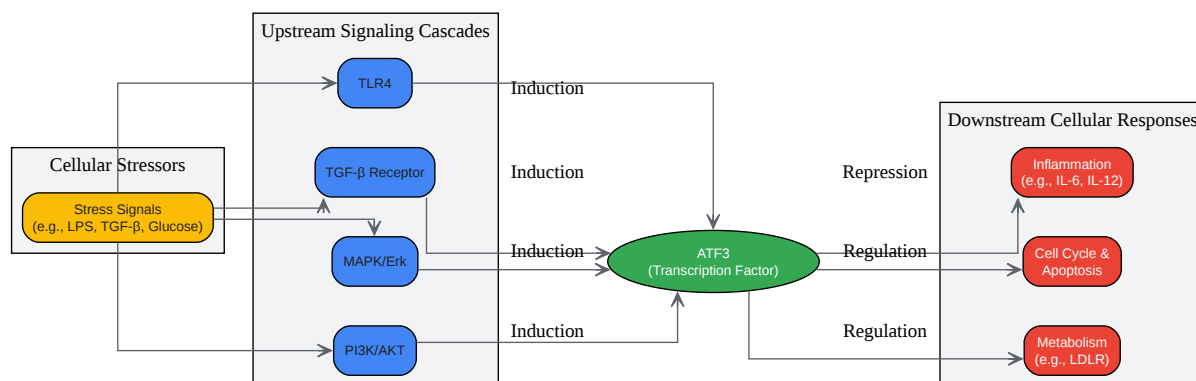 Upstream Signaling Cascades
TLR4
Induction
Downstream Cellular Responses
Cellular Stressors
TGF-β Receptor
Induction
Repression
Inflammation
(e.g., IL-6, IL-12)
Stress Signals
(e.g., LPS, TGF-β, Glucose)
MAPK/Erk
Induction
ATF3
(Transcription Factor)
Regulation
Cell Cycle &
Apoptosis
PI3K/AKT
Induction
Regulation
Metabolism
(e.g., LDLR)